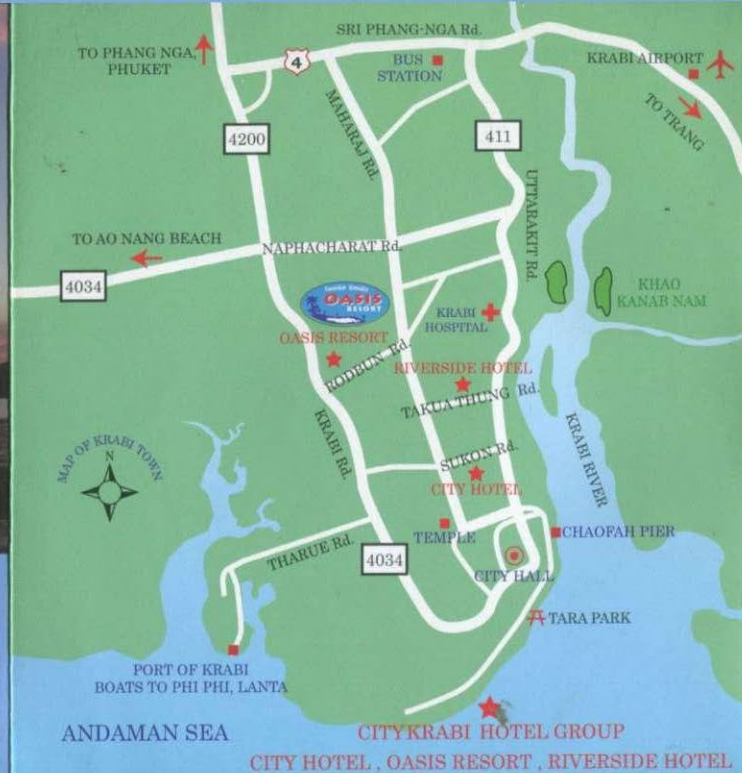 SRI PHANG-NGA Rd.
TO PHANG NGA,
PHUKET
4
BUS
STATION
KRABI AIRPORT
TO TRANG
MAHARAJ Rd.
4200
411
UTTARAKIT Rd.
TO AO NANG BEACH
NAPHACHARAT Rd.
4034
KHAO
KANAB NAM
OASIS
RESORT
KRABI
HOSPITAL
OASIS RESORT
RODBUN Rd.
RIVERSIDE HOTEL
TAKUA THUNG Rd.
KRABI Rd.
KRABI RIVER
MAP OF KRABI TOWN
N
SUKON Rd.
CITY HOTEL
TEMPLE
CHAOFAH PIER
THARUE Rd.
4034
CITY HALL
TARA PARK
PORT OF KRABI
BOATS TO PHI PHI, LANTA
ANDAMAN SEA
CITYKRABI HOTEL GROUP
CITY HOTEL , OASIS RESORT , RIVERSIDE HOTEL